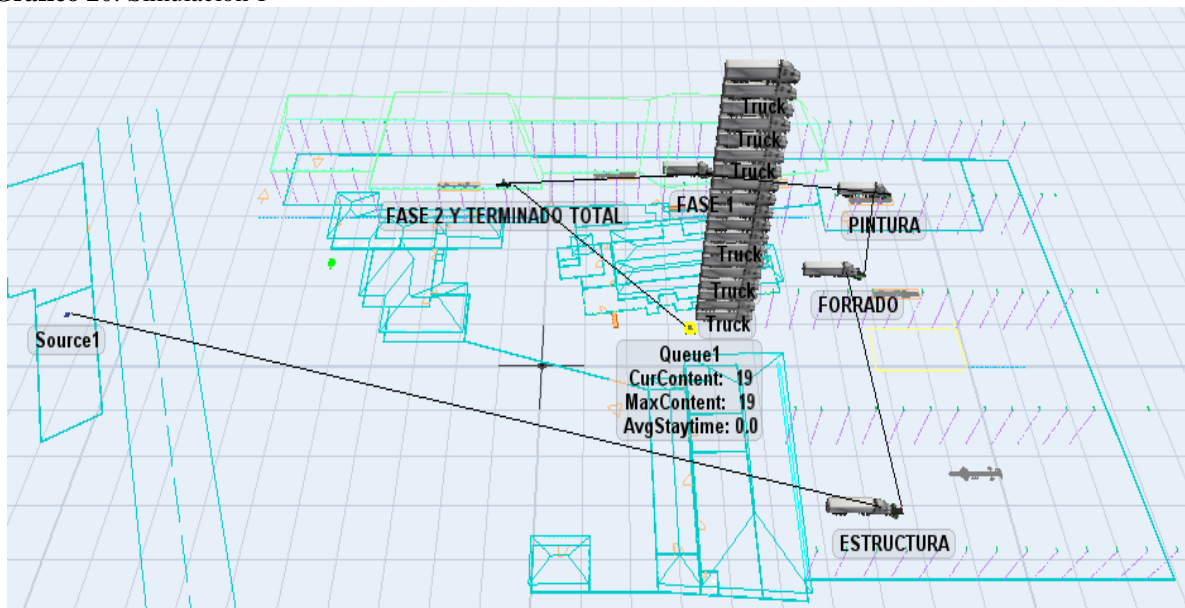 Gráfico 20: Simulación 1
Truck
Truck
Truck
FASE 2 Y TERMINADO TOTAL
FASE 1
PINTURA
Truck
Truck
FORRADO
Truck
Source1
Queue1
CurContent: 19
MaxContent: 19
AvgStaytime: 0.0
ESTRUCTURA